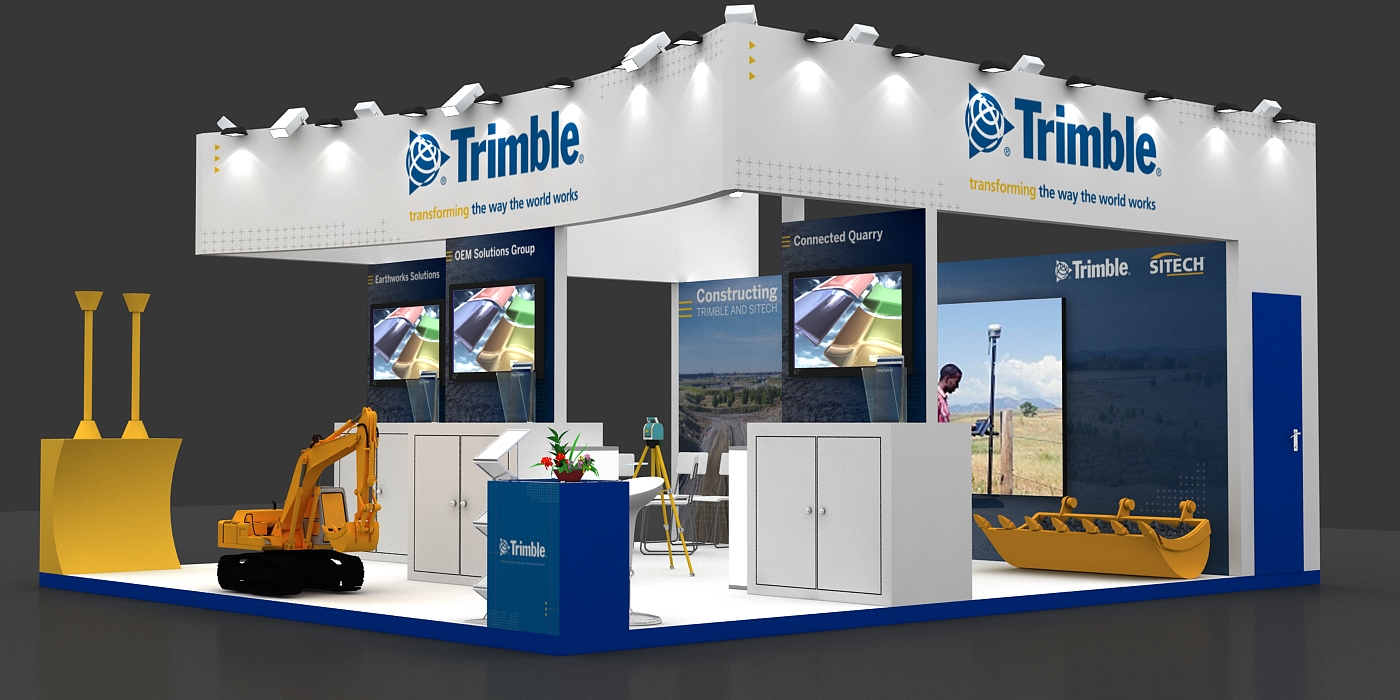 Trimble
transforming the way the world works
Trimble
transforming the way the world works
Earthworks Solutions
OEM Solutions Group
Connected Quarry
Constructing
TRIMBLE AND SITECH
Trimble
SITECH
Trimble